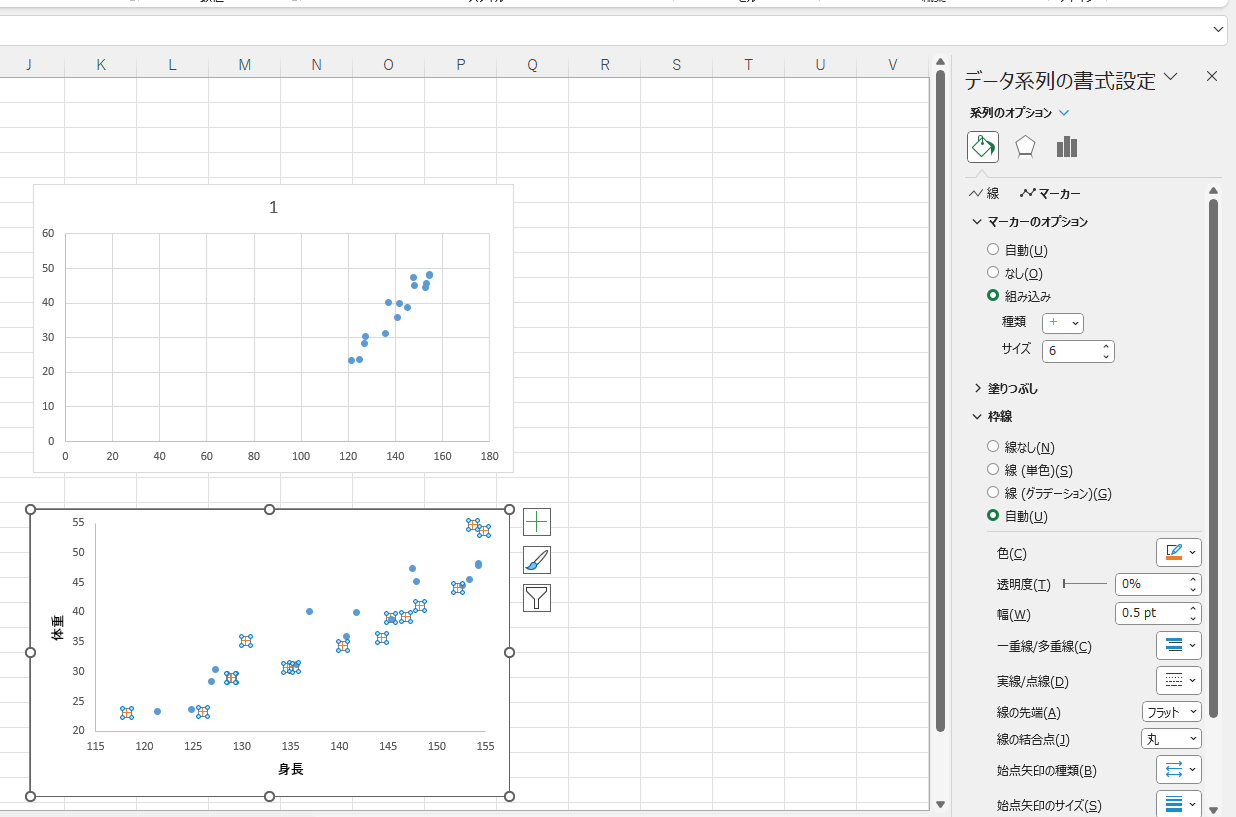 J K L M N O P Q R S T U V
データ系列の書式設定
系列のオプション
線 マーカー
マーカーのオプション
自動(U)
なし(O)
組み込み
種類 +
サイズ 6
塗りつぶし
枠線
線なし(N)
線 (単色)(S)
線 (グラデーション)(G)
自動(U)
色(C)
透明度(T) 0%
幅(W) 0.5 pt
一重線/多重線(C)
実線/点線(D)
線の先端(A) フラット
線の結合点(J) 丸
始点矢印の種類(B)
始点矢印のサイズ(S)
1
60
50
40
30
20
10
0
0 20 40 60 80 100 120 140 160 180
55
50
45
40
35
30
25
20
体重
115 120 125 130 135 140 145 150 155
身長